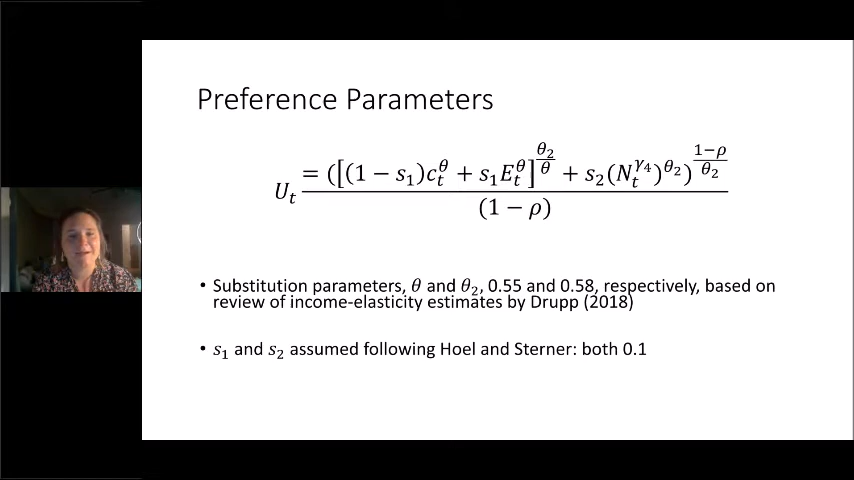 Preference Parameters
U_t = ([(1 − s_1)c_t^θ + s_1E_t^θ]^{θ_2/θ} + s_2(N_t^{γ_4})^{θ_2})^{(1−ρ)/θ_2} / (1 − ρ)
• Substitution parameters, θ and θ_2, 0.55 and 0.58, respectively, based on
review of income-elasticity estimates by Drupp (2018)
• s_1 and s_2 assumed following Hoel and Sterner: both 0.1